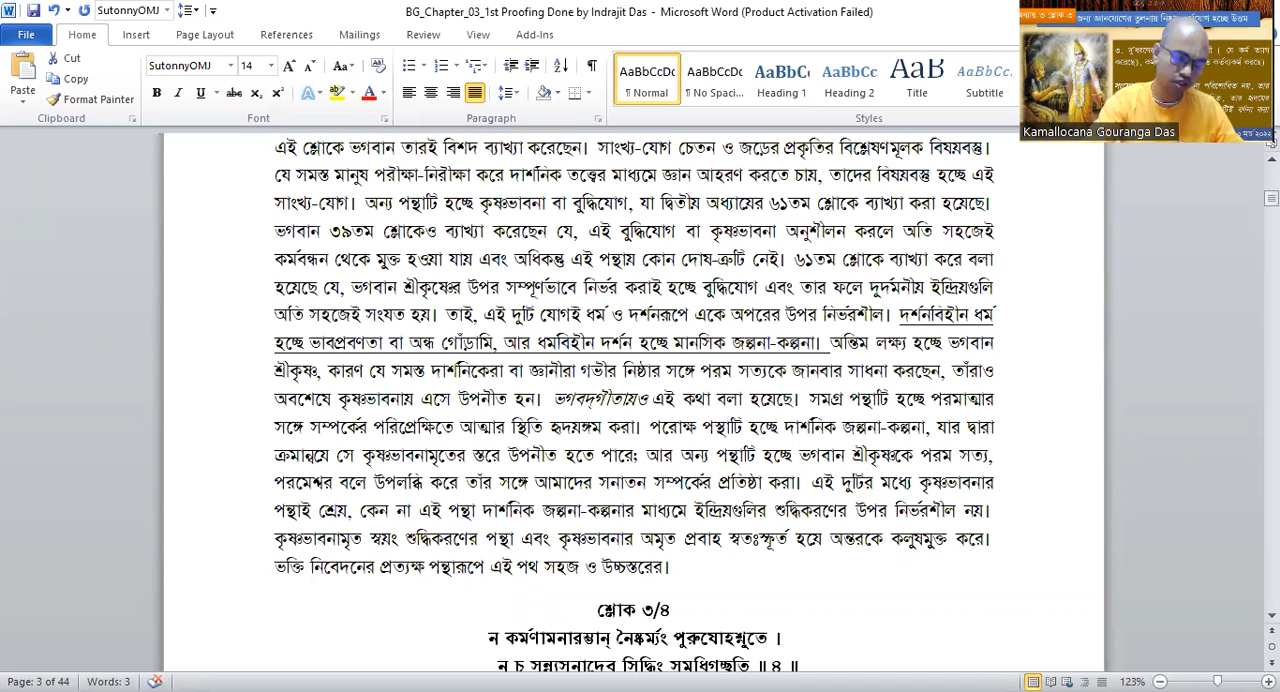 SutonnyOMJ
BG_Chapter_03_1st Proofing Done by Indrajit Das - Microsoft Word (Product Activation Failed)
File Home Insert Page Layout References Mailings Review View Add-Ins
Paste
Cut
Copy
Format Painter
SutonnyOMJ 14
AaBbCcDc AaBbCcDc AaBbCc AaBbCc AaB AaBbCc
¶ Normal ¶ No Spaci... Heading 1 Heading 2 Title Subtitle
Clipboard Font Paragraph Styles
অধ্যায় ৩ শ্লোক-৩
Kamallocana Gouranga Das
এই শ্লোকে ভগবান তারই বিশদ ব্যাখ্যা করেছেন। সাংখ্য-যোগ চেতন ও জড়ের প্রকৃতির বিশ্লেষণমূলক বিষয়বস্তু।
যে সমস্ত মানুষ পরীক্ষা-নিরীক্ষা করে দার্শনিক তত্ত্বের মাধ্যমে জ্ঞান আহরণ করতে চায়, তাদের বিষয়বস্তু হচ্ছে এই
সাংখ্য-যোগ। অন্য পন্থাটি হচ্ছে কৃষ্ণভাবনা বা বুদ্ধিযোগ, যা দ্বিতীয় অধ্যায়ের ৬১তম শ্লোকে ব্যাখ্যা করা হয়েছে।
ভগবান ৩৯তম শ্লোকেও ব্যাখ্যা করেছেন যে, এই বুদ্ধিযোগ বা কৃষ্ণভাবনা অনুশীলন করলে অতি সহজেই
কর্মবন্ধন থেকে মুক্ত হওয়া যায় এবং অধিকন্তু এই পন্থায় কোন দোষ-ত্রুটি নেই। ৬১তম শ্লোকে ব্যাখ্যা করে বলা
হয়েছে যে, ভগবান শ্রীকৃষ্ণের উপর সম্পূর্ণভাবে নির্ভর করাই হচ্ছে বুদ্ধিযোগ এবং তার ফলে দুর্দমনীয় ইন্দ্রিয়গুলি
অতি সহজেই সংযত হয়। তাই, এই দুটি যোগই ধর্ম ও দর্শনরূপে একে অপরের উপর নির্ভরশীল। দর্শনবিহীন ধর্ম
হচ্ছে ভাবপ্রবণতা বা অন্ধ গোঁড়ামি, আর ধর্মবিহীন দর্শন হচ্ছে মানসিক জল্পনা-কল্পনা। অন্তিম লক্ষ্য হচ্ছে ভগবান
শ্রীকৃষ্ণ, কারণ যে সমস্ত দার্শনিকেরা বা জ্ঞানীরা গভীর নিষ্ঠার সঙ্গে পরম সত্যকে জানবার সাধনা করছেন, তাঁরাও
অবশেষে কৃষ্ণভাবনায় এসে উপনীত হন। ভগবদ্‌গীতায়ও এই কথা বলা হয়েছে। সমগ্র পন্থাটি হচ্ছে পরমাত্মার
সঙ্গে সম্পর্কের পরিপ্রেক্ষিতে আত্মার স্থিতি হৃদয়ঙ্গম করা। পরোক্ষ পন্থাটি হচ্ছে দার্শনিক জল্পনা-কল্পনা, যার দ্বারা
ক্রমান্বয়ে সে কৃষ্ণভাবনামৃতের স্তরে উপনীত হতে পারে; আর অন্য পন্থাটি হচ্ছে ভগবান শ্রীকৃষ্ণকে পরম সত্য,
পরমেশ্বর বলে উপলব্ধি করে তাঁর সঙ্গে আমাদের সনাতন সম্পর্কের প্রতিষ্ঠা করা। এই দুটির মধ্যে কৃষ্ণভাবনার
পন্থাই শ্রেয়, কেন না এই পন্থা দার্শনিক জল্পনা-কল্পনার মাধ্যমে ইন্দ্রিয়গুলির শুদ্ধিকরণের উপর নির্ভরশীল নয়।
কৃষ্ণভাবনামৃত স্বয়ং শুদ্ধিকরণের পন্থা এবং কৃষ্ণভাবনার অমৃত প্রবাহ স্বতঃস্ফূর্ত হয়ে অন্তরকে কলুষমুক্ত করে।
ভক্তি নিবেদনের প্রত্যক্ষ পন্থারূপে এই পথ সহজ ও উচ্চস্তরের।
শ্লোক ৩/৪
ন কর্মণামনারম্ভান্ নৈষ্কর্ম্যং পুরুষোহশ্নুতে ।
ন চ সন্ন্যসনাদেব সিদ্ধিং সমধিগচ্ছতি ॥ ৪ ॥
Page: 3 of 44 Words: 3 123%